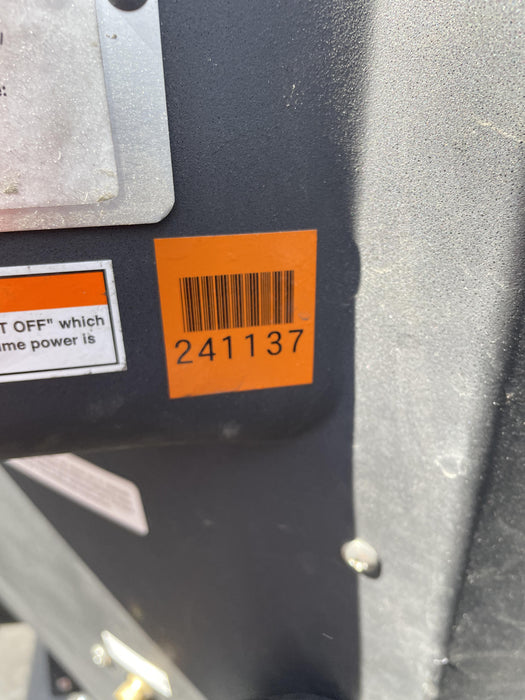 T OFF" which
me power is
241137